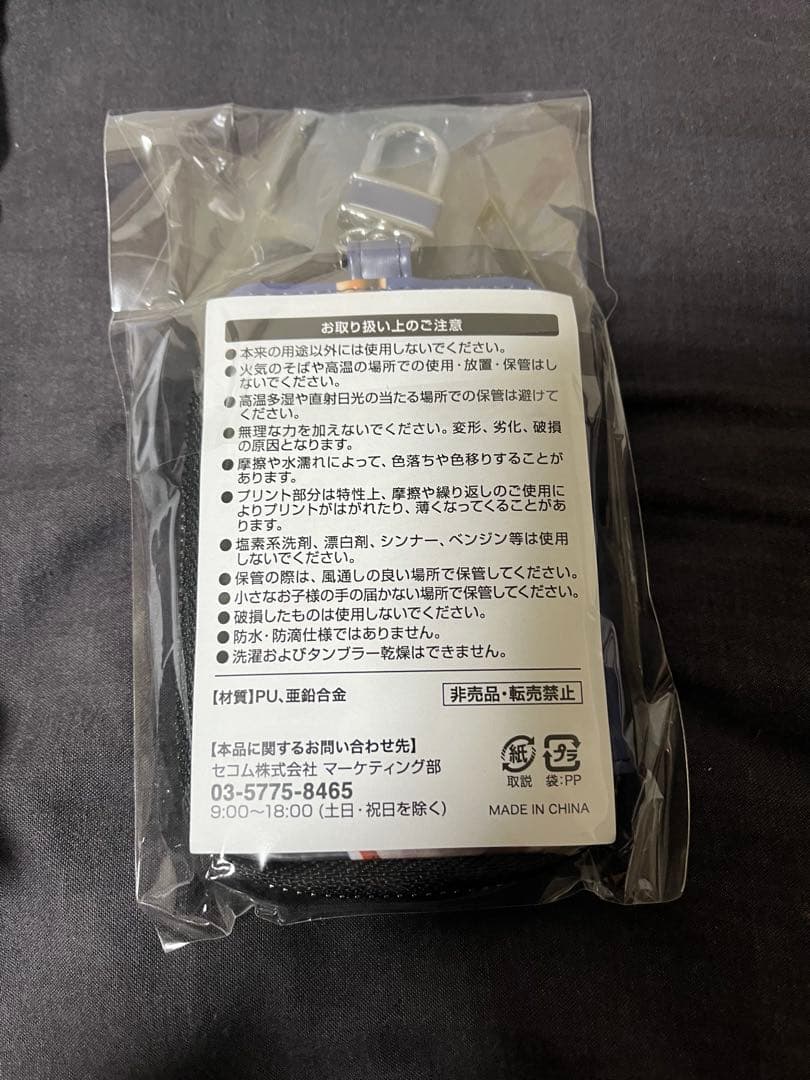 お取り扱い上のご注意
●本来の用途以外には使用しないでください。
●火気のそばや高温の場所での使用・放置・保管はし
ないでください。
●高温多湿や直射日光の当たる場所での保管は避けて
ください。
●無理な力を加えないでください。変形、劣化、破損
の原因となります。
●摩擦や水濡れによって、色落ちや色移りすることが
あります。
●プリント部分は特性上、摩擦や繰り返しのご使用に
よりプリントがはがれたり、薄くなってくることがあ
ります。
●塩素系洗剤、漂白剤、シンナー、ベンジン等は使用
しないでください。
●保管の際は、風通しの良い場所で保管してください。
●小さなお子様の手の届かない場所で保管してください。
●破損したものは使用しないでください。
●防水・防滴仕様ではありません。
●洗濯およびタンブラー乾燥はできません。
【材質】PU、亜鉛合金
非売品・転売禁止
【本品に関するお問い合わせ先】
セコム株式会社 マーケティング部
03-5775-8465
9:00〜18:00 (土日・祝日を除く)
紙
取説
プラ
袋:PP
MADE IN CHINA